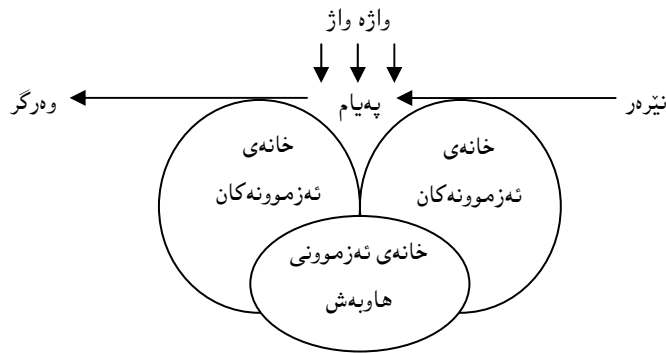 واژە واژ
نێرەر
پەیام
وەرگر
خانەی
ئەزموونەکان
خانەی
ئەزموونەکان
خانەی ئەزموونی
هاوبەش